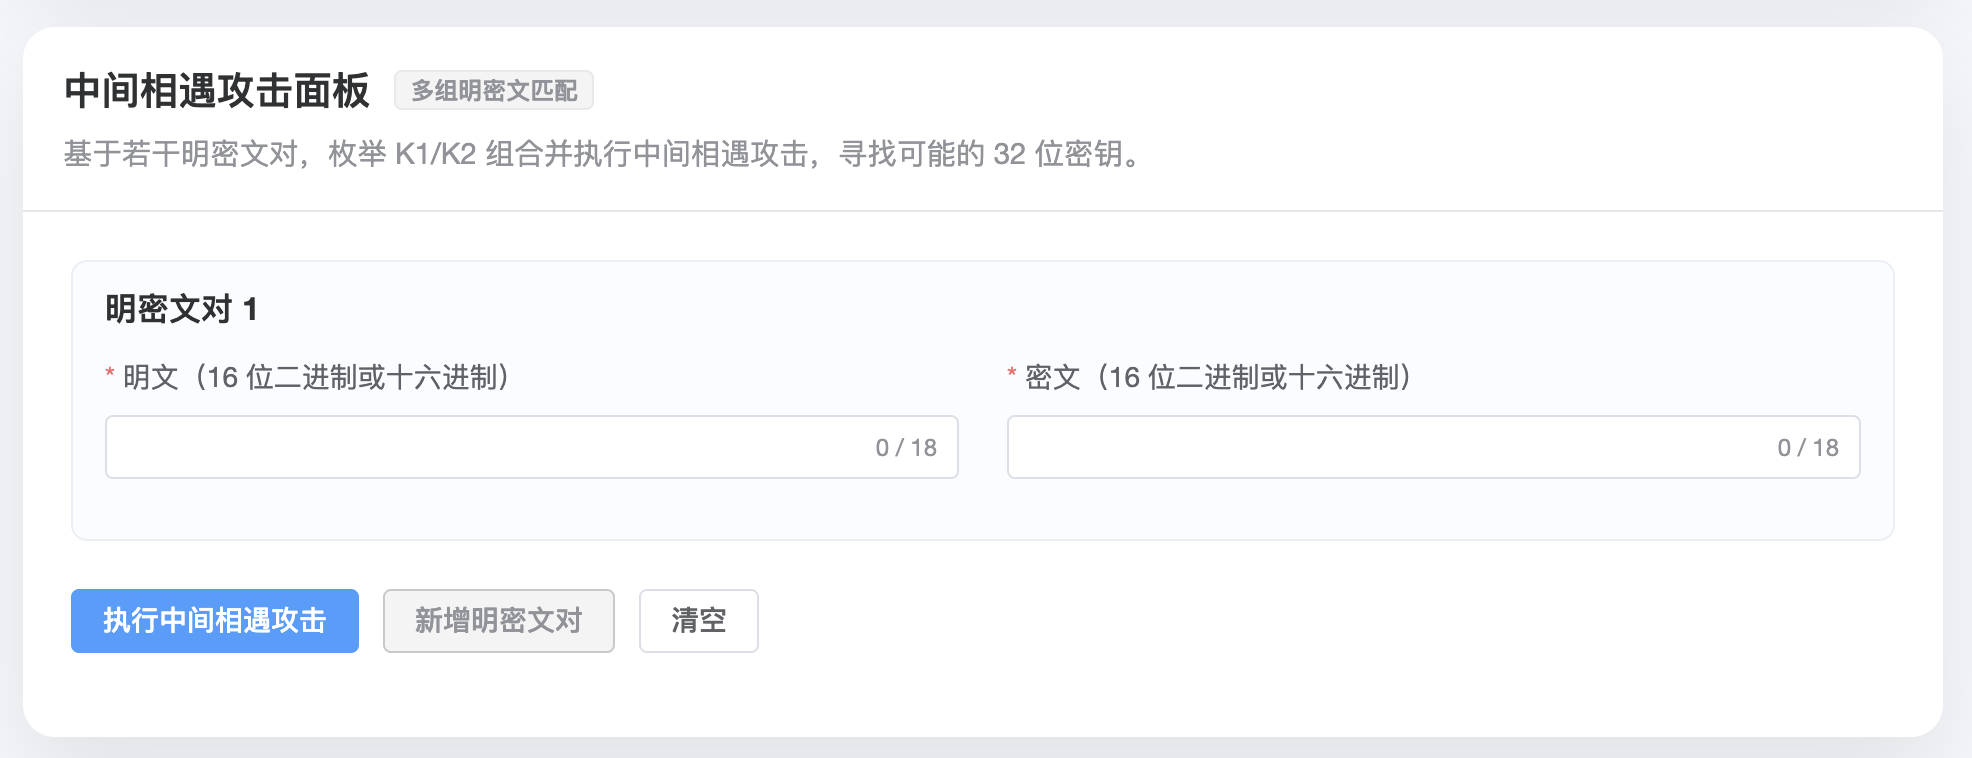 中间相遇攻击面板 多组明密文匹配
基于若干明密文对，枚举 K1/K2 组合并执行中间相遇攻击，寻找可能的 32 位密钥。
明密文对 1
* 明文（16 位二进制或十六进制） * 密文（16 位二进制或十六进制）
0 / 18 0 / 18
执行中间相遇攻击 新增明密文对 清空